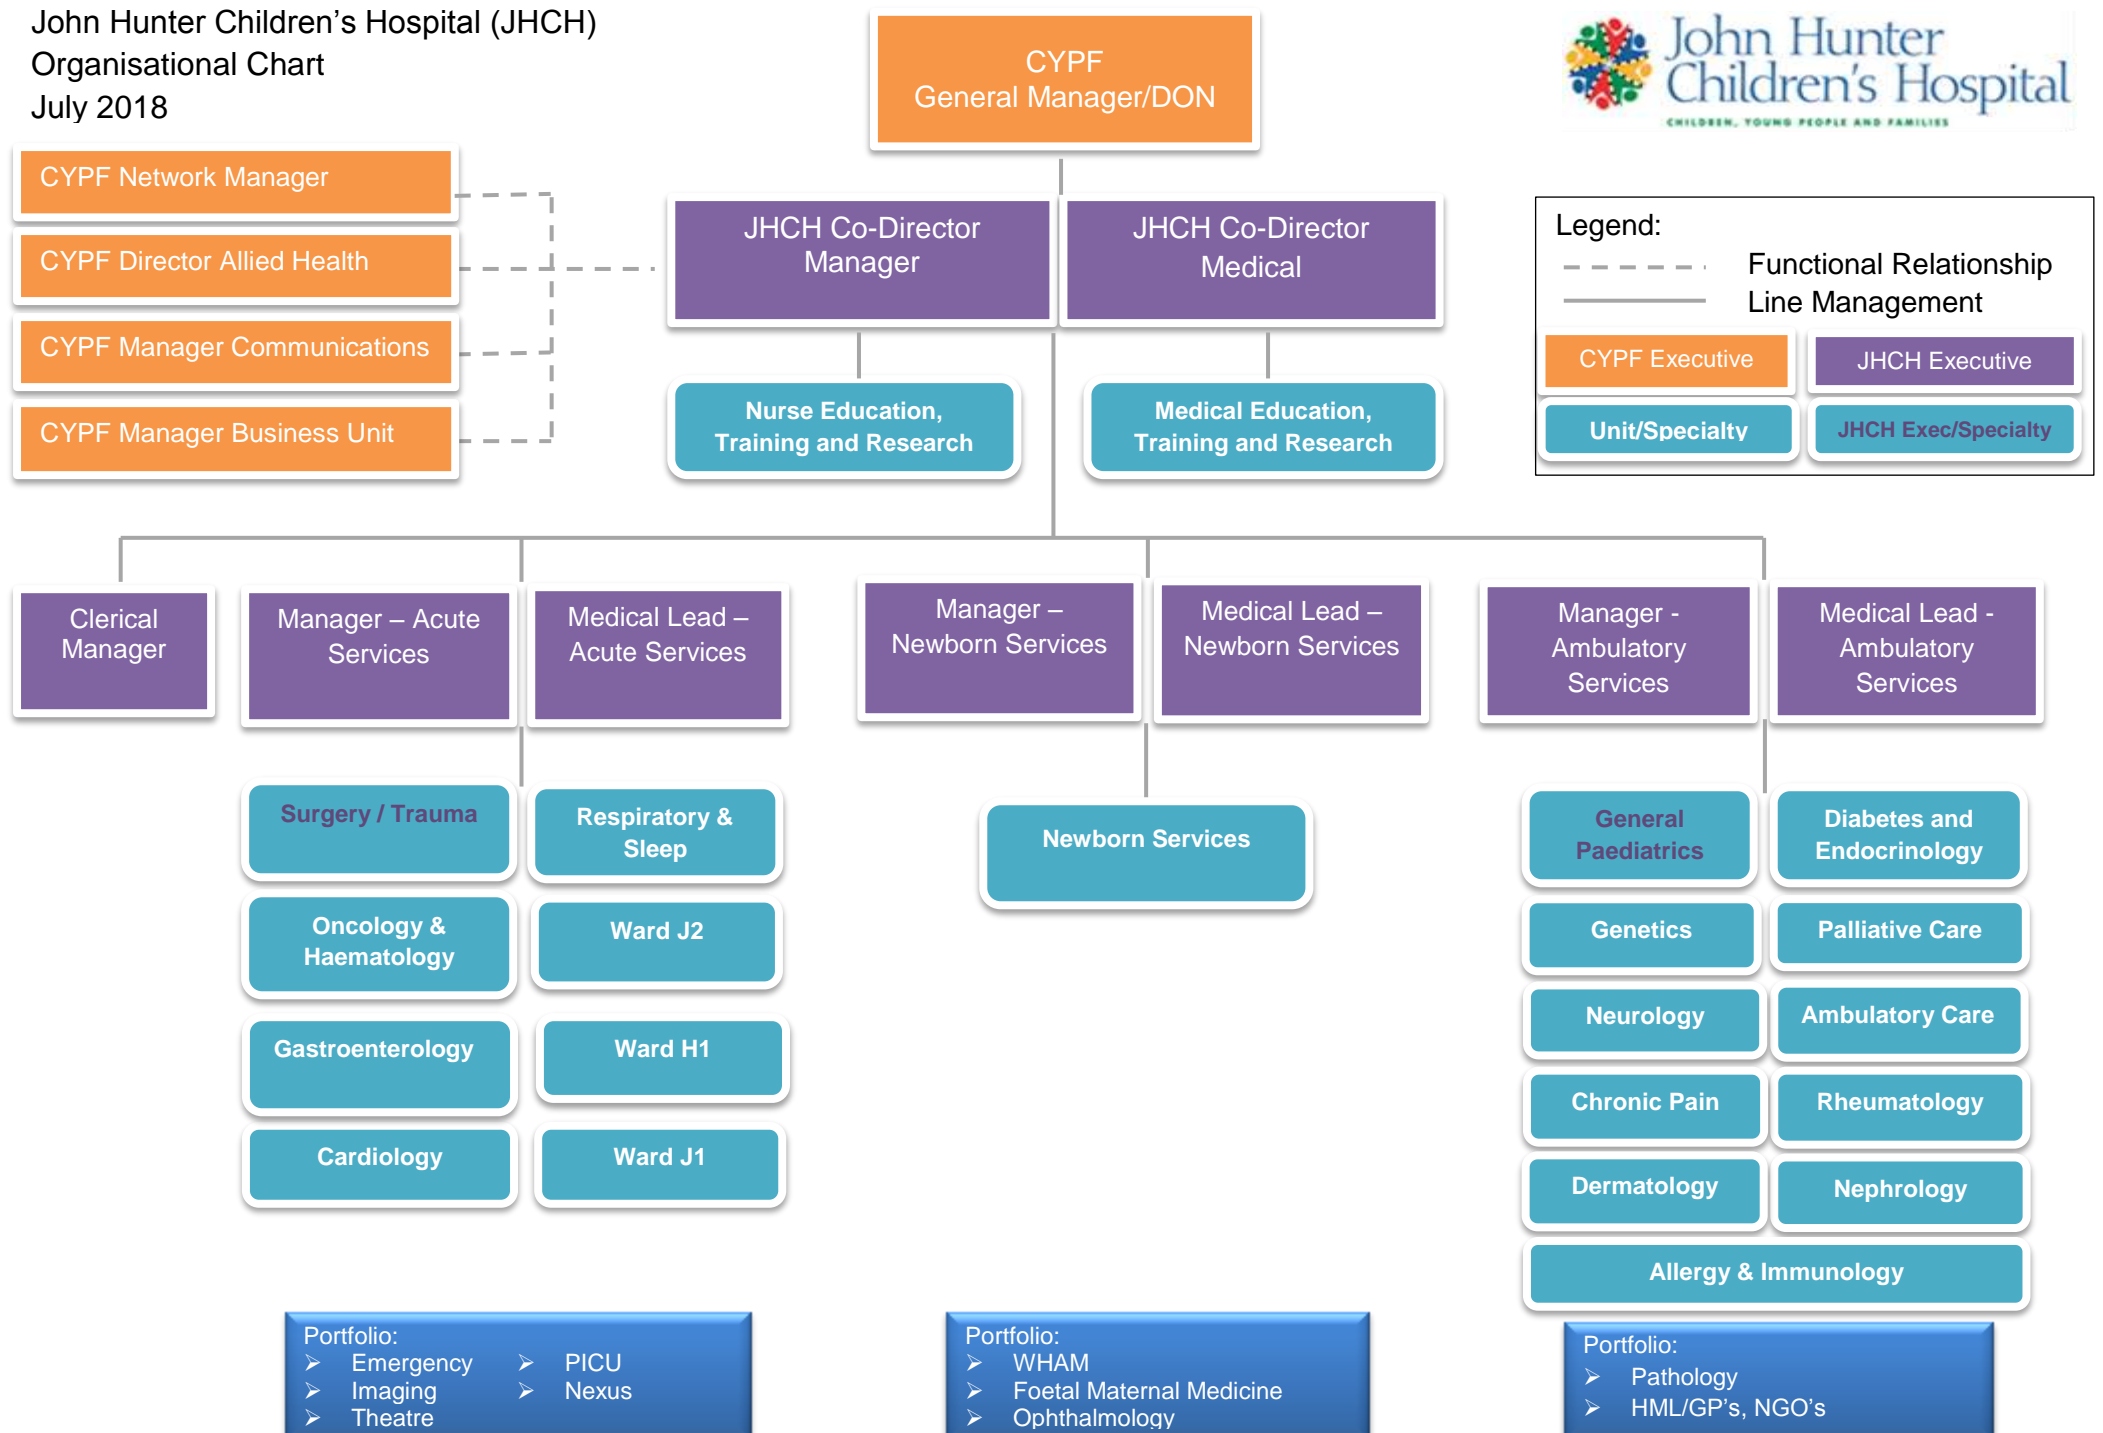 John Hunter Children’s Hospital (JHCH)
Organisational Chart
July 2018
CYPF
General Manager/DON
John Hunter
Children's Hospital
CHILDREN, YOUNG PEOPLE AND FAMILIES
CYPF Network Manager
CYPF Director Allied Health
CYPF Manager Communications
CYPF Manager Business Unit
JHCH Co-Director
Manager
JHCH Co-Director
Medical
Nurse Education,
Training and Research
Medical Education,
Training and Research
Legend:
Functional Relationship
Line Management
CYPF Executive
JHCH Executive
Unit/Specialty
JHCH Exec/Specialty
Clerical
Manager
Manager – Acute
Services
Medical Lead –
Acute Services
Manager –
Newborn Services
Medical Lead –
Newborn Services
Manager -
Ambulatory
Services
Medical Lead -
Ambulatory
Services
Surgery / Trauma
Respiratory &
Sleep
Oncology &
Haematology
Ward J2
Gastroenterology
Ward H1
Cardiology
Ward J1
Newborn Services
General
Paediatrics
Diabetes and
Endocrinology
Genetics
Palliative Care
Neurology
Ambulatory Care
Chronic Pain
Rheumatology
Dermatology
Nephrology
Allergy & Immunology
Portfolio:
➢ Emergency ➢ PICU
➢ Imaging ➢ Nexus
➢ Theatre
Portfolio:
➢ WHAM
➢ Foetal Maternal Medicine
➢ Ophthalmology
Portfolio:
➢ Pathology
➢ HML/GP’s, NGO’s